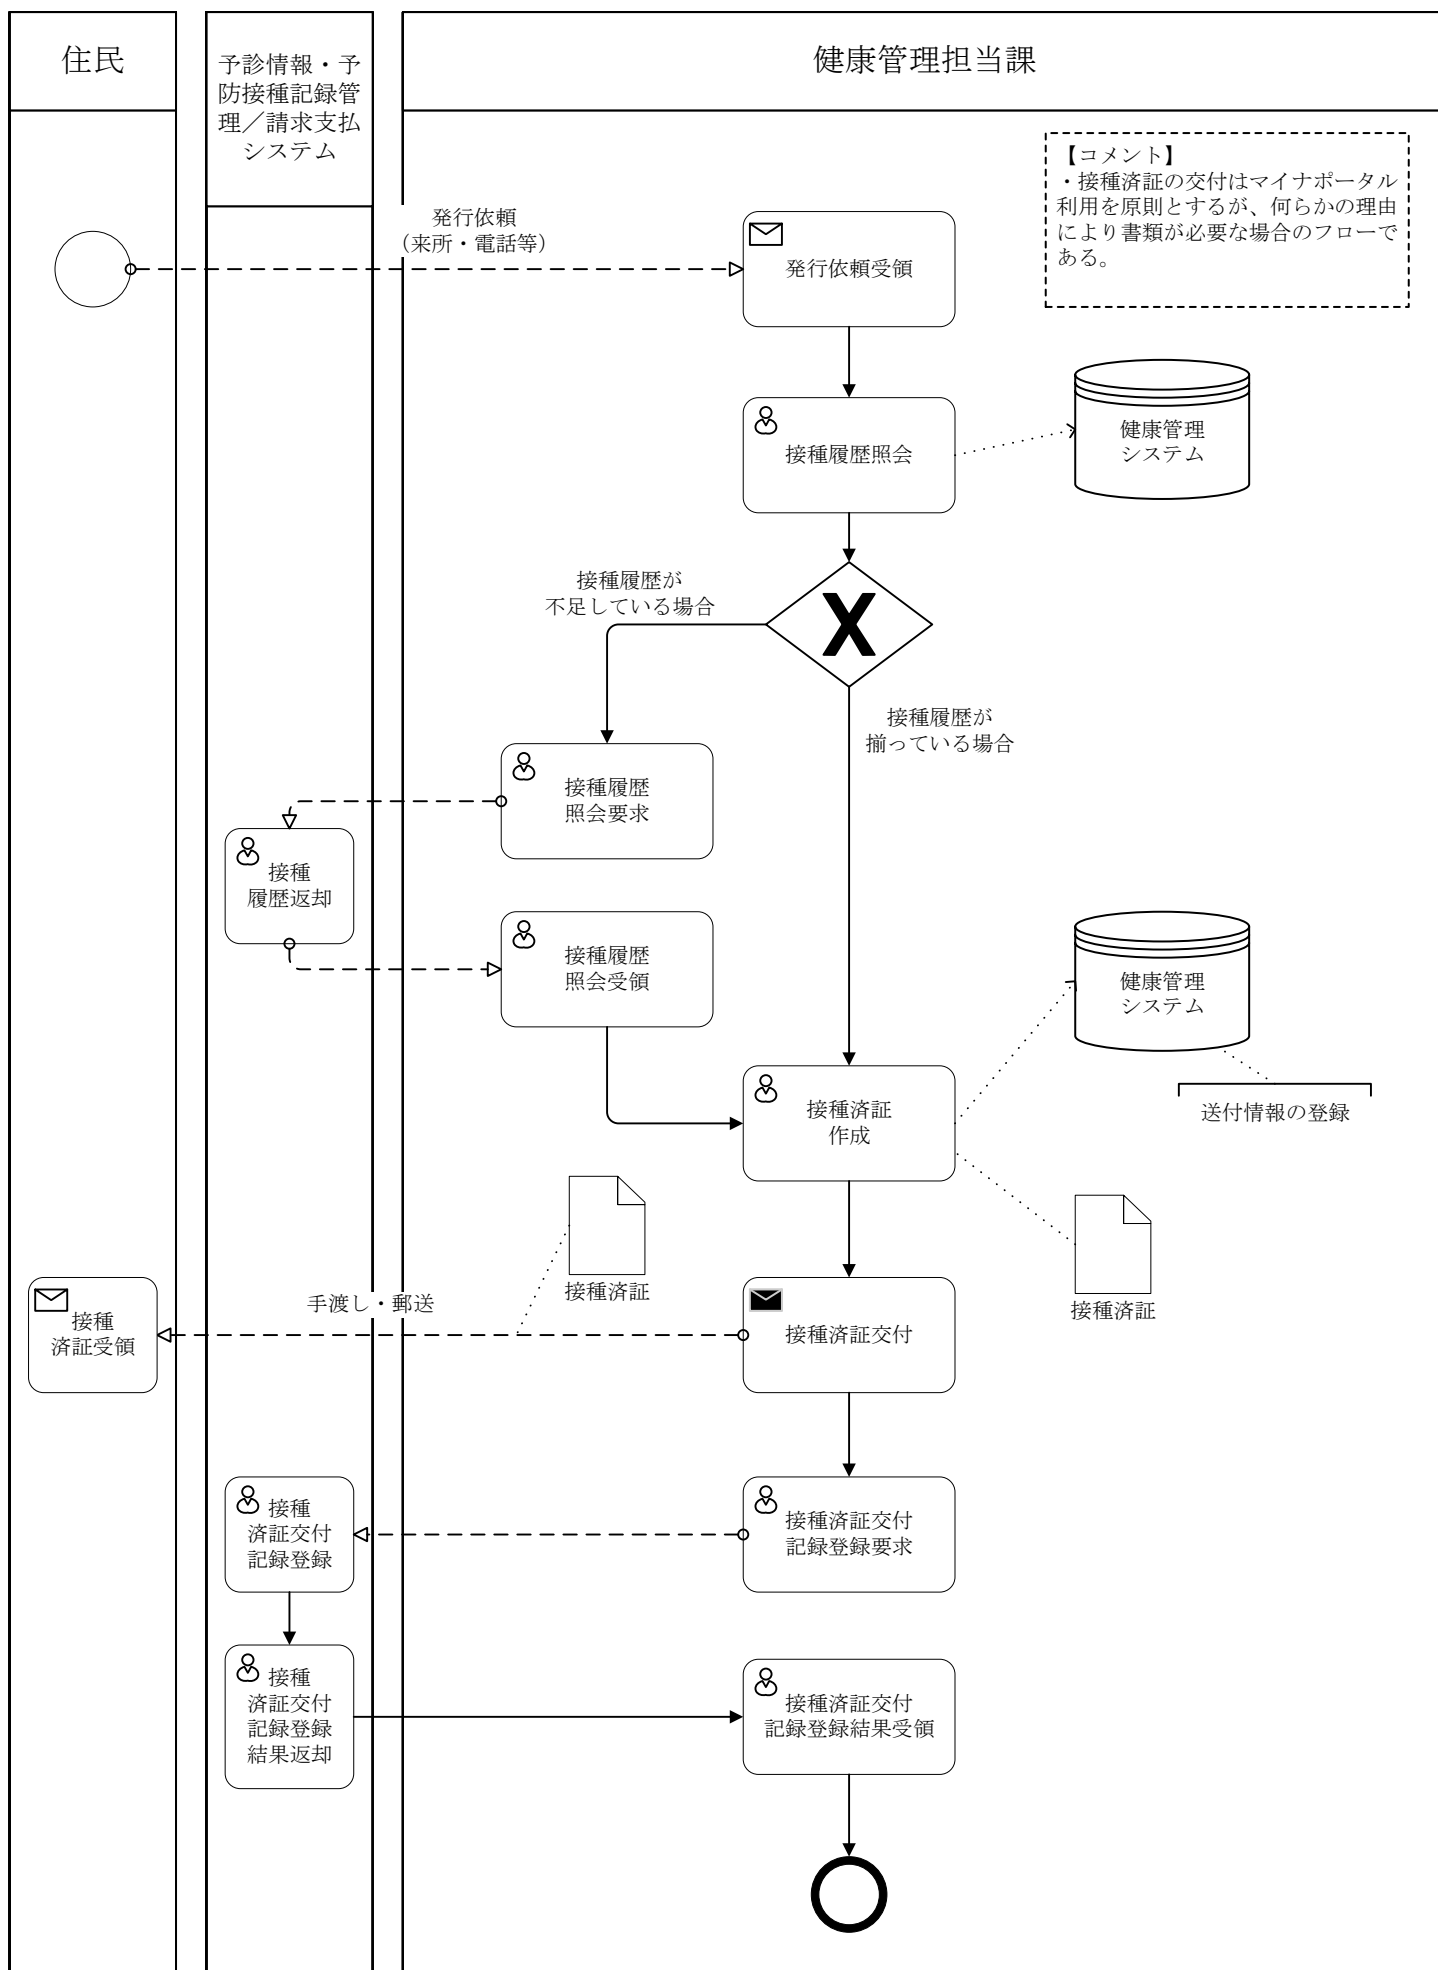 住民
予診情報・予
防接種記録管
理／請求支払
システム
健康管理担当課
【コメント】
・接種済証の交付はマイナポータル
利用を原則とするが、何らかの理由
により書類が必要な場合のフローで
ある。
発行依頼
（来所・電話等）
発行依頼受領
接種履歴照会
健康管理
システム
接種履歴が
不足している場合
接種履歴が
揃っている場合
接種履歴
照会要求
接種
履歴返却
接種履歴
照会受領
健康管理
システム
送付情報の登録
接種済証
作成
接種済証
接種済証
手渡し・郵送
接種
済証受領
接種済証交付
接種
済証交付
記録登録
接種済証交付
記録登録要求
接種
済証交付
記録登録
結果返却
接種済証交付
記録登録結果受領